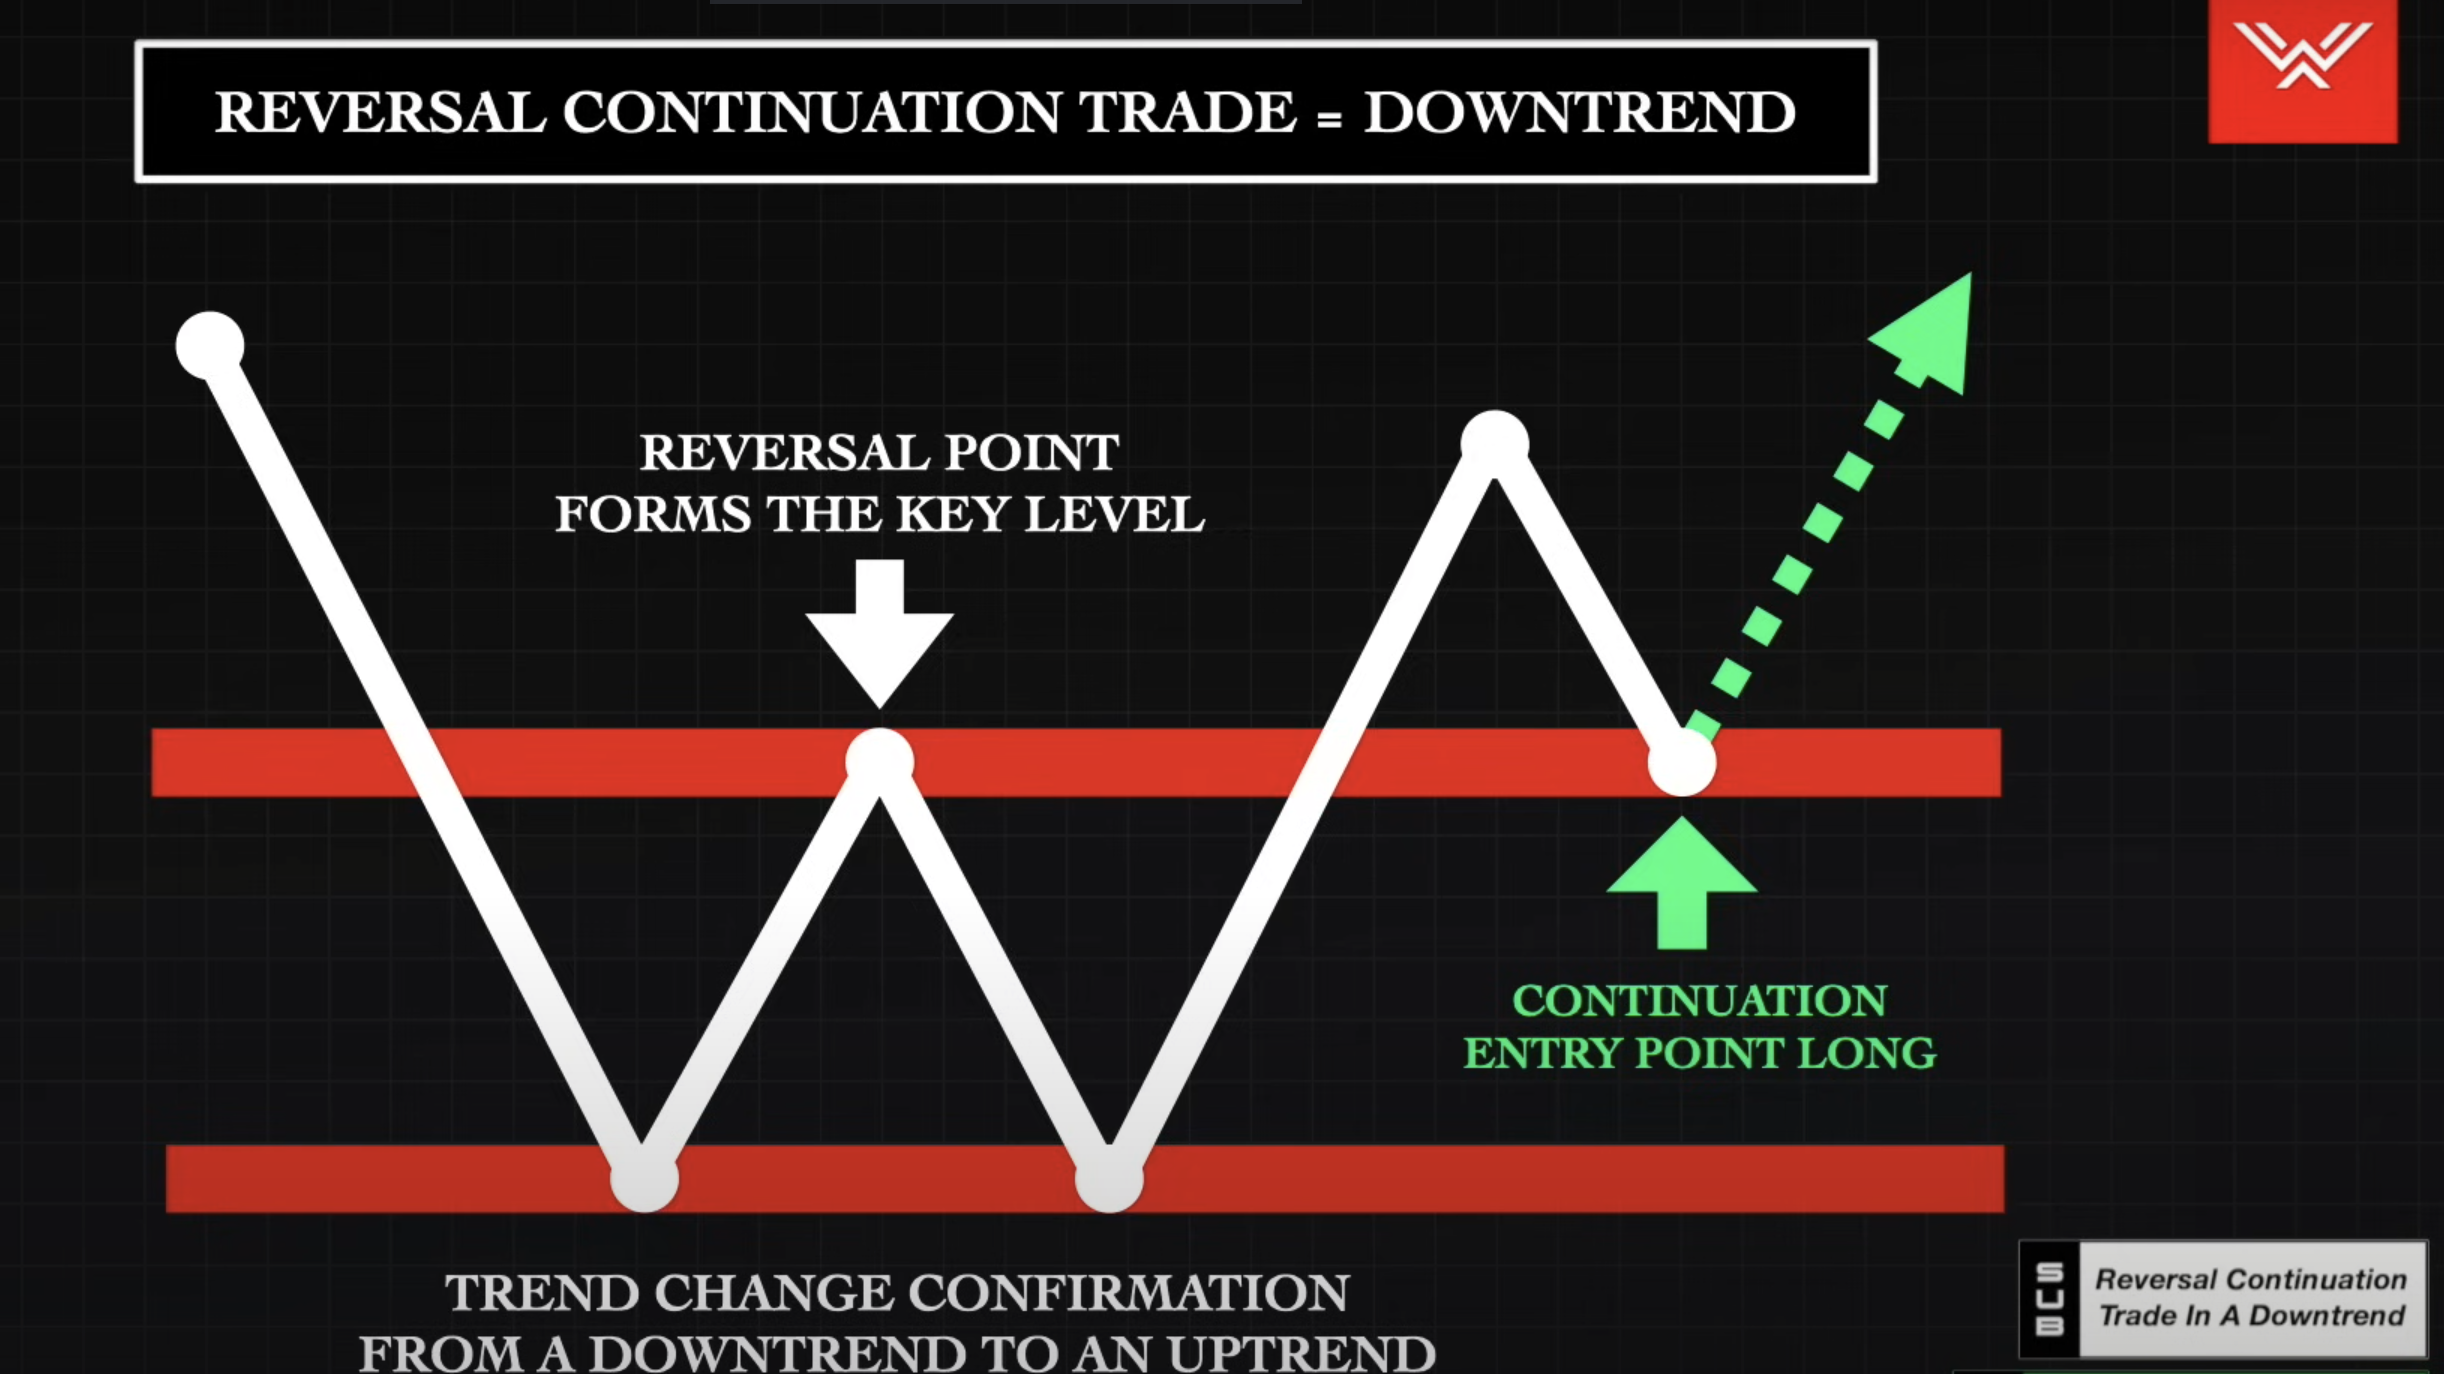 REVERSAL CONTINUATION TRADE = DOWNTREND
REVERSAL POINT
FORMS THE KEY LEVEL
CONTINUATION
ENTRY POINT LONG
TREND CHANGE CONFIRMATION
FROM A DOWNTREND TO AN UPTREND
SCB
Reversal Continuation
Trade In A Downtrend